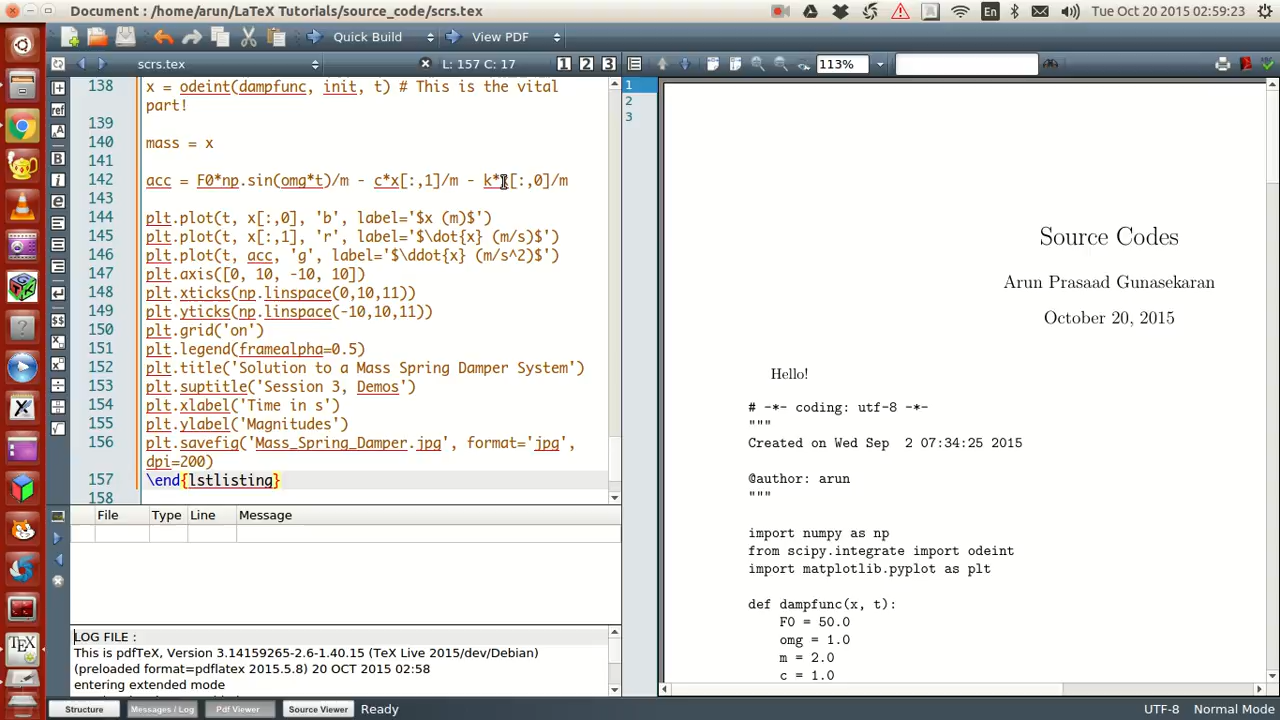 Document : /home/arun/LaTeX Tutorials/source_code/scrs.tex
En
Tue Oct 20 2015 02:59:23
Quick Build
View PDF
scrs.tex
L: 157 C: 17
1 2 3
113%
138 x = odeint(dampfunc, init, t) # This is the vital
part!
139
140 mass = x
141
142 acc = F0*np.sin(omg*t)/m - c*x[:,1]/m - k*x[:,0]/m
143
144 plt.plot(t, x[:,0], 'b', label='$x (m)$')
145 plt.plot(t, x[:,1], 'r', label='$\dot{x} (m/s)$')
146 plt.plot(t, acc, 'g', label='$\ddot{x} (m/s^2)$')
147 plt.axis([0, 10, -10, 10])
148 plt.xticks(np.linspace(0,10,11))
149 plt.yticks(np.linspace(-10,10,11))
150 plt.grid('on')
151 plt.legend(framealpha=0.5)
152 plt.title('Solution to a Mass Spring Damper System')
153 plt.suptitle('Session 3, Demos')
154 plt.xlabel('Time in s')
155 plt.ylabel('Magnitudes')
156 plt.savefig('Mass_Spring_Damper.jpg', format='jpg',
dpi=200)
157 \end{lstlisting}
158
File Type Line Message
LOG FILE :
This is pdfTeX, Version 3.14159265-2.6-1.40.15 (TeX Live 2015/dev/Debian)
(preloaded format=pdflatex 2015.5.8) 20 OCT 2015 02:58
entering extended mode
1
2
3
Source Codes
Arun Prasaad Gunasekaran
October 20, 2015
Hello!
# -*- coding: utf-8 -*-
"""
Created on Wed Sep  2 07:34:25 2015
@author: arun
"""
import numpy as np
from scipy.integrate import odeint
import matplotlib.pyplot as plt
def dampfunc(x, t):
F0 = 50.0
omg = 1.0
m = 2.0
c = 1.0
Structure
Messages / Log
Pdf Viewer
Source Viewer
Ready
UTF-8
Normal Mode